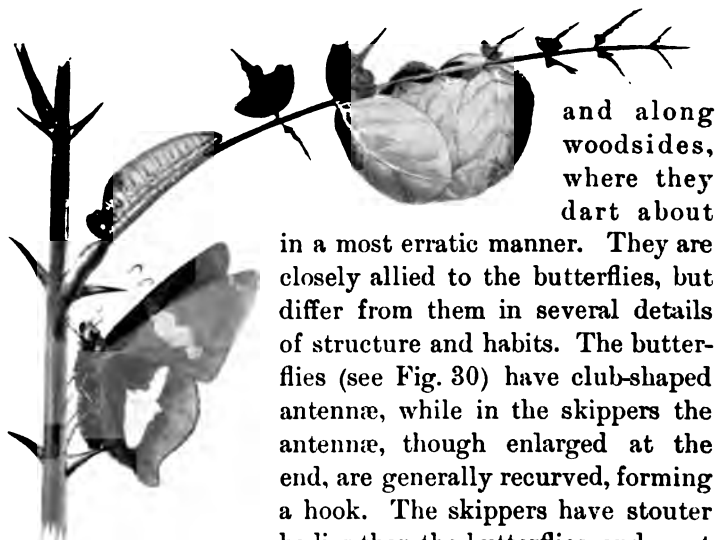 and along
woodsides,
where they
dart about
in a most erratic manner. They are
closely allied to the butterflies, but
differ from them in several details
of structure and habits. The butter-
flies (see Fig. 30) have club-shaped
antennæ, while in the skippers the
antennæ, though enlarged at the
end, are generally recurved, forming
a hook. The skippers have stouter
than the butterflies